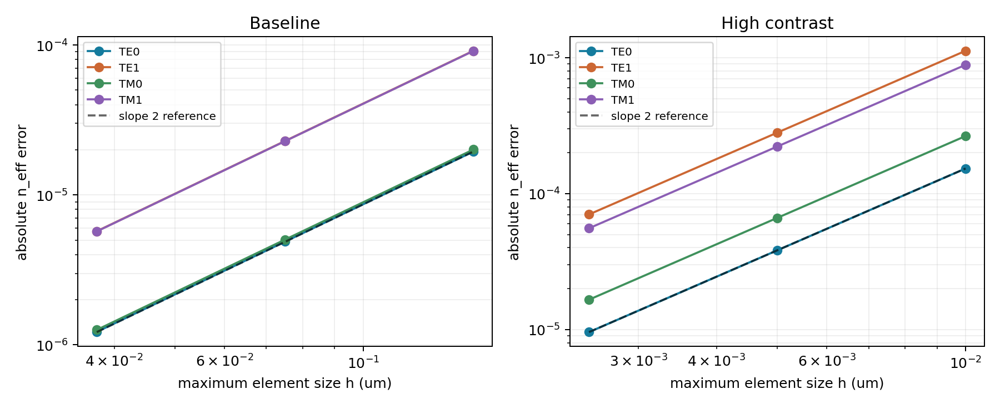 Baseline
TE0
TE1
TM0
TM1
slope 2 reference
10⁻⁴
10⁻⁵
10⁻⁶
absolute n_eff error
4 × 10⁻²
6 × 10⁻²
10⁻¹
maximum element size h (um)
High contrast
TE0
TE1
TM0
TM1
slope 2 reference
10⁻³
10⁻⁴
10⁻⁵
absolute n_eff error
3 × 10⁻³
4 × 10⁻³
6 × 10⁻³
10⁻²
maximum element size h (um)